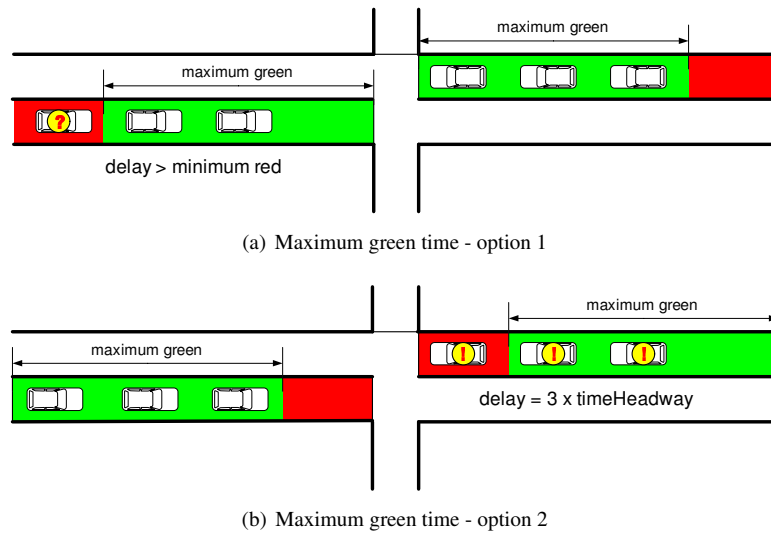 maximum green
maximum green
?
delay > minimum red
(a) Maximum green time - option 1
maximum green
maximum green
! ! !
delay = 3 x timeHeadway
(b) Maximum green time - option 2